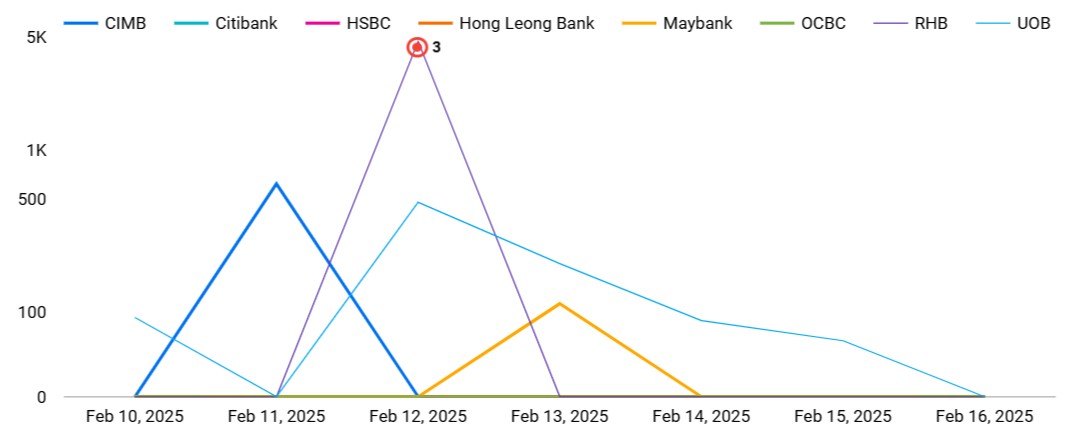 CIMB Citibank HSBC Hong Leong Bank Maybank OCBC RHB UOB
5K
3
1K
500
100
0
Feb 10, 2025 Feb 11, 2025 Feb 12, 2025 Feb 13, 2025 Feb 14, 2025 Feb 15, 2025 Feb 16, 2025